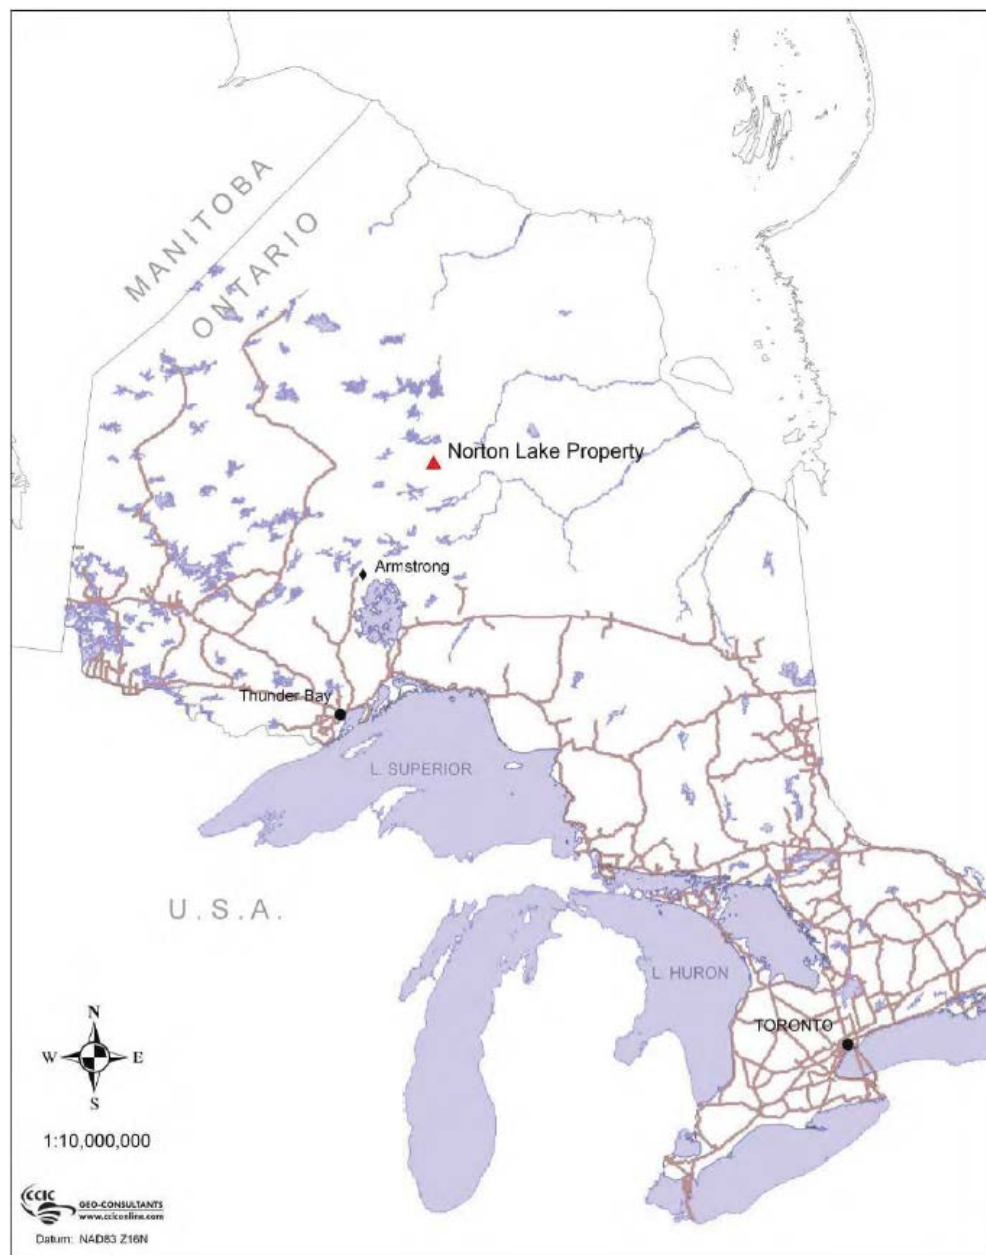 MANITOBA
ONTARIO
Norton Lake Property
Armstrong
Thunder Bay
L. SUPERIOR
U.S.A.
L. HURON
TORONTO
N
W E
S
1:10,000,000
CCIC
GEO-CONSULTANTS
www.cciconline.com
Datum: NAD83 Z16N